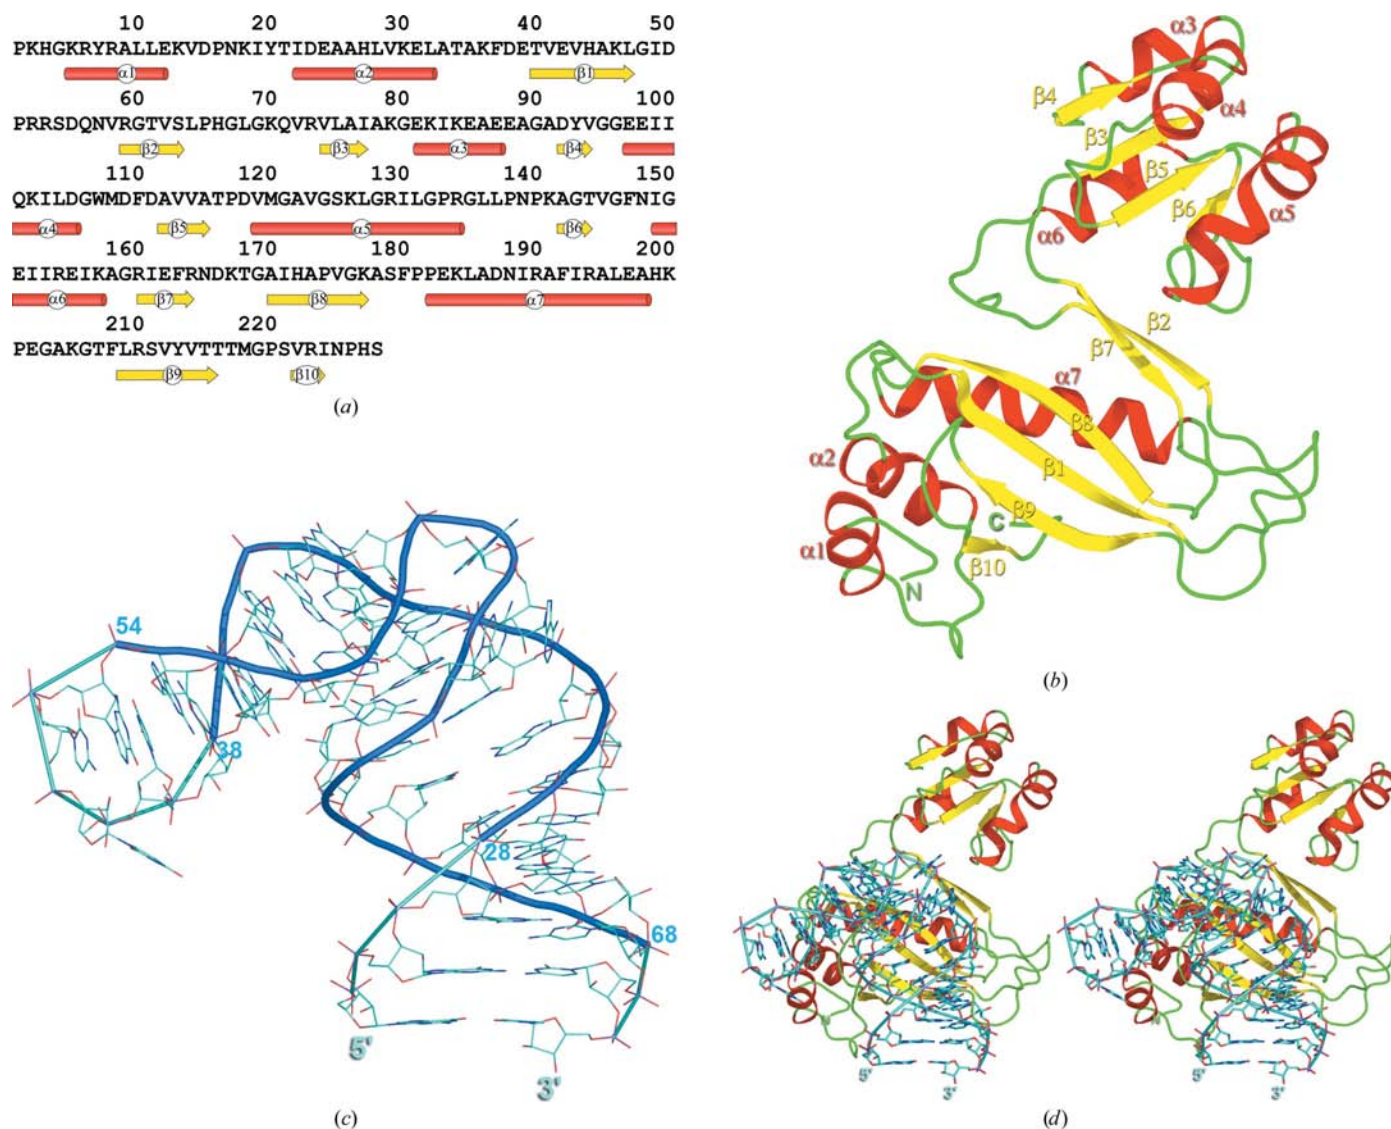 10 20 30 40 50
PKHGKRYRALLEKVDPNKIYTIDEAAHLVKELATAKFDETVEVHAKLGID
α1 α2 β1
60 70 80 90 100
PRRSDQNVRGTVSLPHGLGKQVRVLAIAKGEKIKEAEEAGADYVGGEEII
β2 β3 α3 β4
110 120 130 140 150
QKILDGWMDFDAVVATPDVMGAVGSKLGRILGPRGLLPNPKAGTVGFNIG
α4 β5 α5 β6
160 170 180 190 200
EIIREIKAGRIEFRNDKTGAIHAPVGKASFPPEKLADNIRAFIRALEAHK
α6 β7 β8 α7
210 220
PEGAKGTFLRSVYVTTTMGPSVRINPHS
β9 β10
(a)
α3
β4
α4
β3
β5
β6
α5
α6
β2
β7
α7
β8
α2
β1
β9
C
α1
β10
N
(b)
54
38
28
68
5'
3'
(c)
N
N
5'
3'
5'
3'
(d)